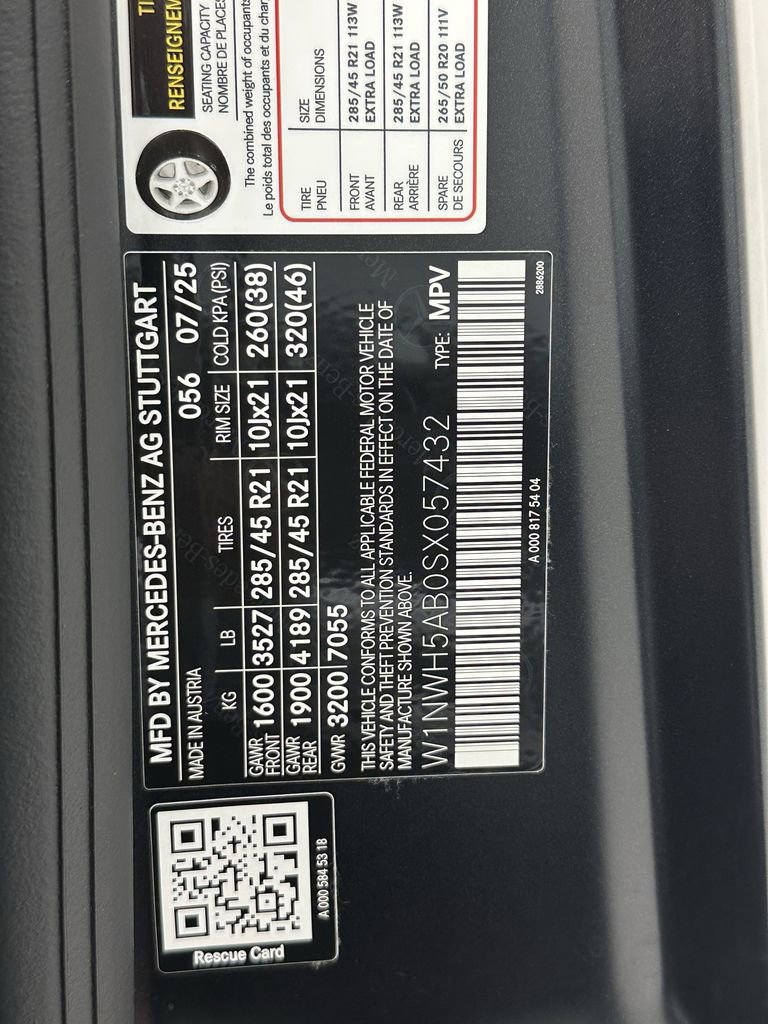 TI
RENSEIGNEM
SEATING CAPACITY
NOMBRE DE PLACES
The combined weight of occupants
Le poids total des occupants et du char
TIRE SIZE
PNEU DIMENSIONS
FRONT 285/45 R21 113W
AVANT EXTRA LOAD
REAR 285/45 R21 113W
ARRIÈRE EXTRA LOAD
SPARE 265/50 R20 111V
DE SECOURS EXTRA LOAD
MFD BY MERCEDES-BENZ AG STUTTGART
MADE IN AUSTRIA 056 07/25
KG LB TIRES RIM SIZE COLD KPA(PSI)
GAWR FRONT 1600 3527 285/45 R21 10Jx21 260(38)
GAWR REAR 1900 4189 285/45 R21 10Jx21 320(46)
GVWR 3200 7055
THIS VEHICLE CONFORMS TO ALL APPLICABLE FEDERAL MOTOR VEHICLE
SAFETY AND THEFT PREVENTION STANDARDS IN EFFECT ON THE DATE OF
MANUFACTURE SHOWN ABOVE.
W1NWH5AB0SX057432 TYPE: MPV
A 000 817 54 04
2886200
Rescue Card
A 000 584 53 18